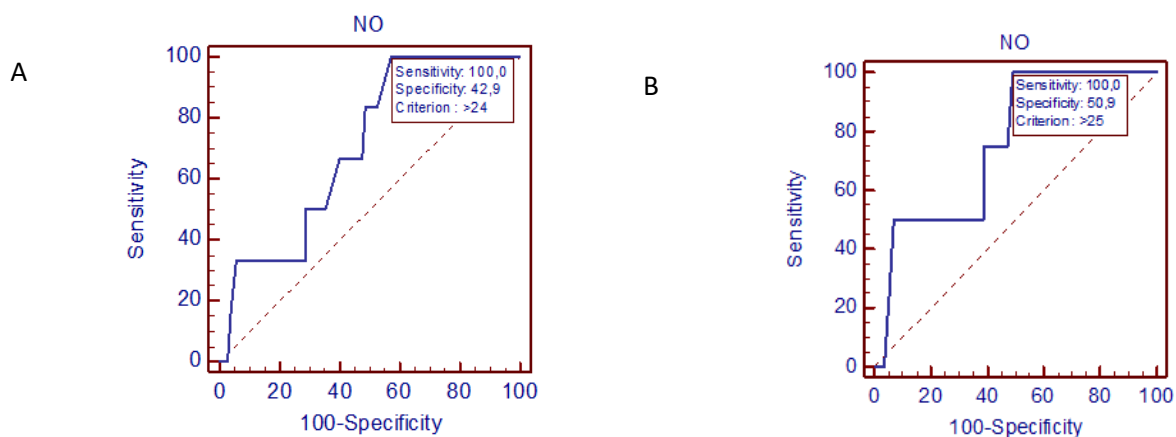 A
NO
Sensitivity: 100,0
Specificity: 42,9
Criterion : >24
100
80
60
40
20
0
Sensitivity
0 20 40 60 80 100
100-Specificity
B
NO
Sensitivity: 100,0
Specificity: 50,9
Criterion : >25
100
80
60
40
20
0
Sensitivity
0 20 40 60 80 100
100-Specificity